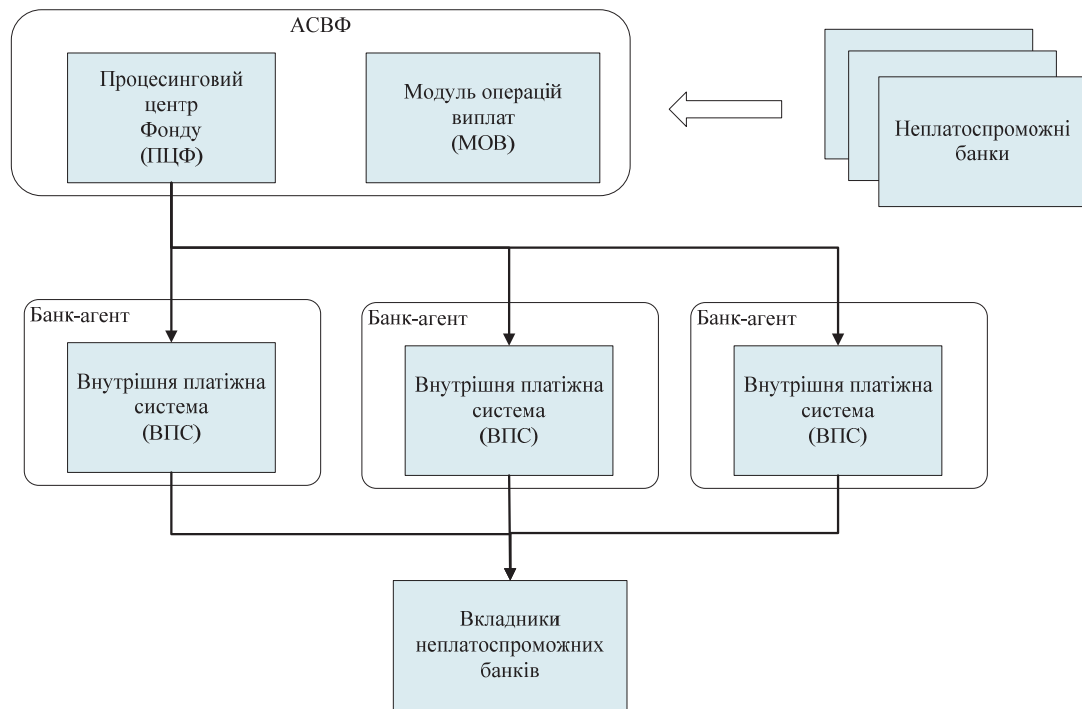 АСВФ
Процесинговий
центр
Фонду
(ПЦФ)
Модуль операцій
виплат
(МОВ)
Неплатоспроможні
банки
Банк-агент
Внутрішня платіжна
система
(ВПС)
Банк-агент
Внутрішня платіжна
система
(ВПС)
Банк-агент
Внутрішня платіжна
система
(ВПС)
Вкладники
неплатоспроможних
банків